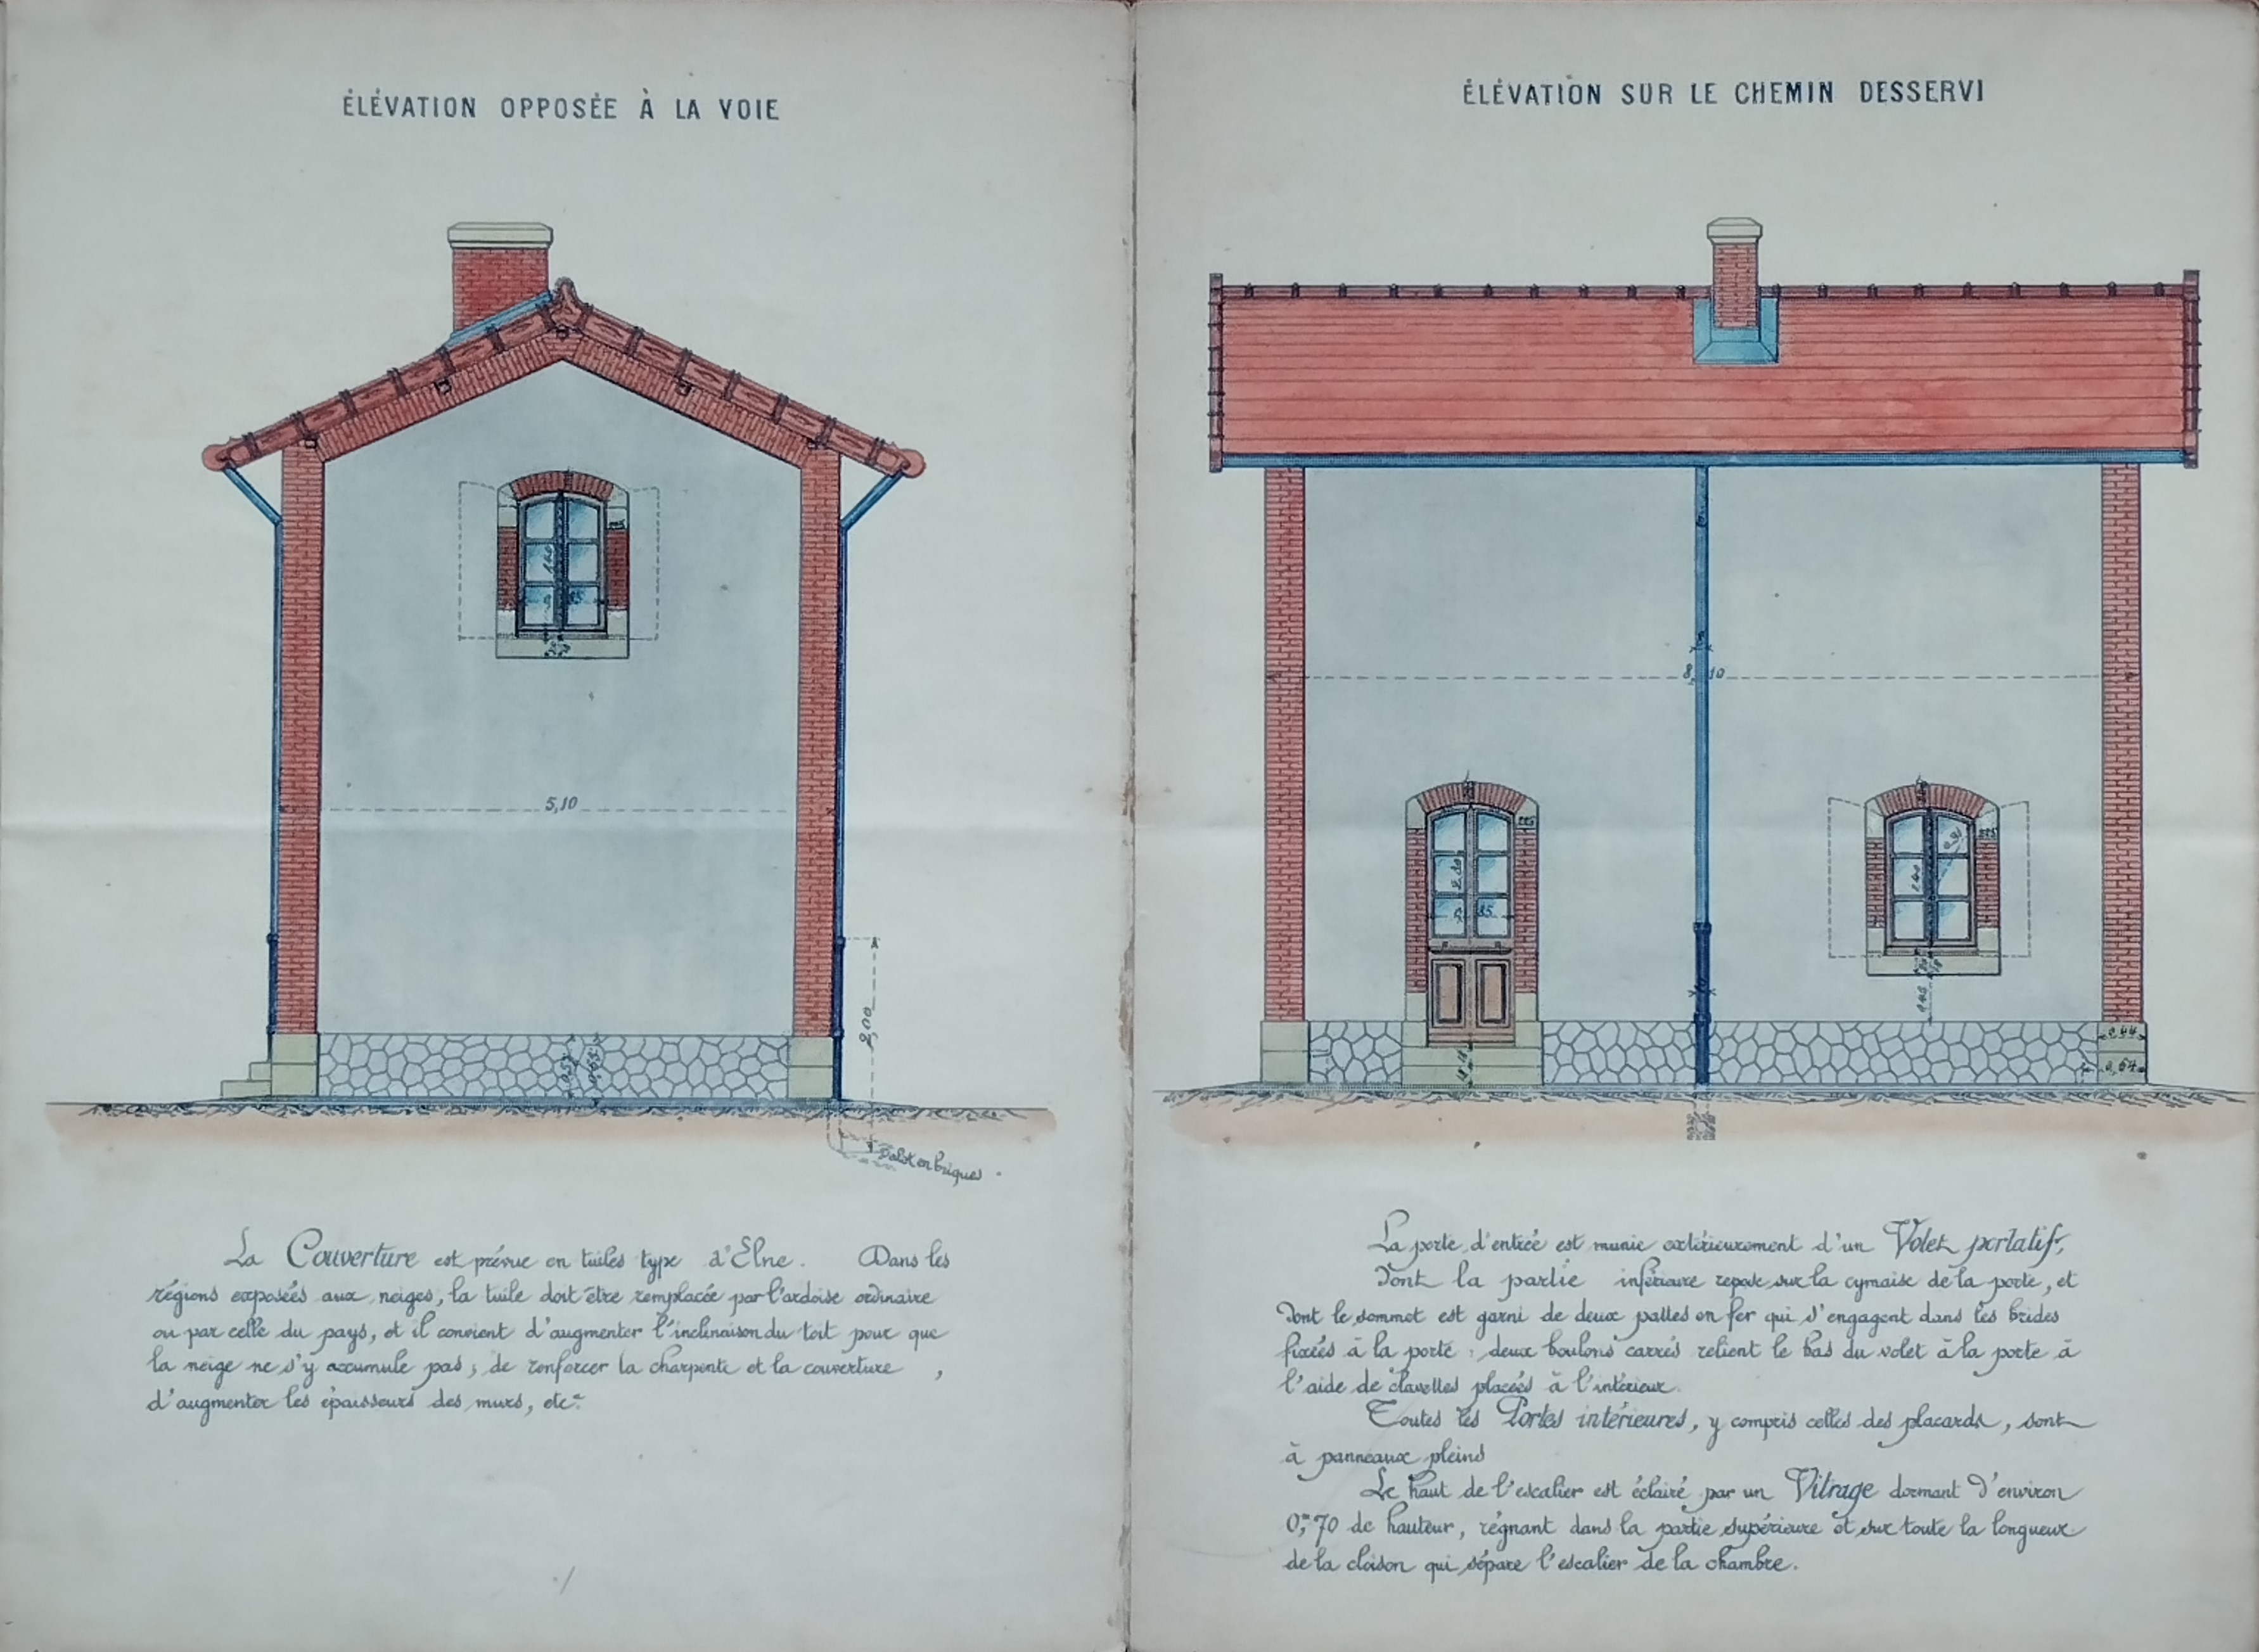 ÉLÉVATION OPPOSÉE À LA VOIE
5,10
2,00
Dalot en briques
La Couverture est prévue en tuiles type d'Elne. Dans les
régions exposées aux neiges, la tuile doit être remplacée par l'ardoise ordinaire
ou par celle du pays, et il convient d'augmenter l'inclinaison du toit pour que
la neige ne s'y accumule pas, de renforcer la charpente et la couverture,
d'augmenter les épaisseurs des murs, etc.
ÉLÉVATION SUR LE CHEMIN DESSERVI
8,10
2.30
0,44
0,64
La porte d'entrée est munie extérieurement d'un Volet portatif,
dont la partie inférieure repose sur la cymaise de la porte, et
dont le sommet est garni de deux pattes en fer qui s'engagent dans les brides
fixées à la porte : deux boulons carrés relient le bas du volet à la porte à
l'aide de clavettes placées à l'intérieur.
Toutes les Portes intérieures, y compris celles des placards, sont
à panneaux pleins
Le haut de l'escalier est éclairé par un Vitrage dormant d'environ
0,m70 de hauteur, régnant dans la partie supérieure et sur toute la longueur
de la cloison qui sépare l'escalier de la chambre.